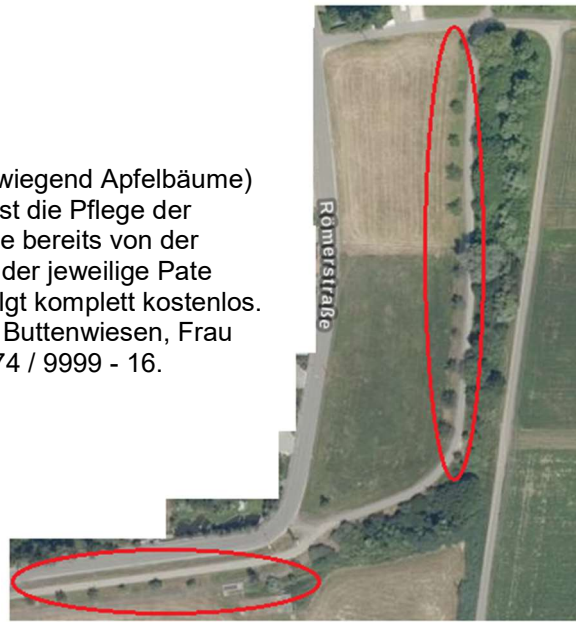 wiegend Apfelbäume)
st die Pflege der
e bereits von der
der jeweilige Pate
lgt komplett kostenlos.
Buttenwiesen, Frau
74 / 9999 - 16.
Römerstraße